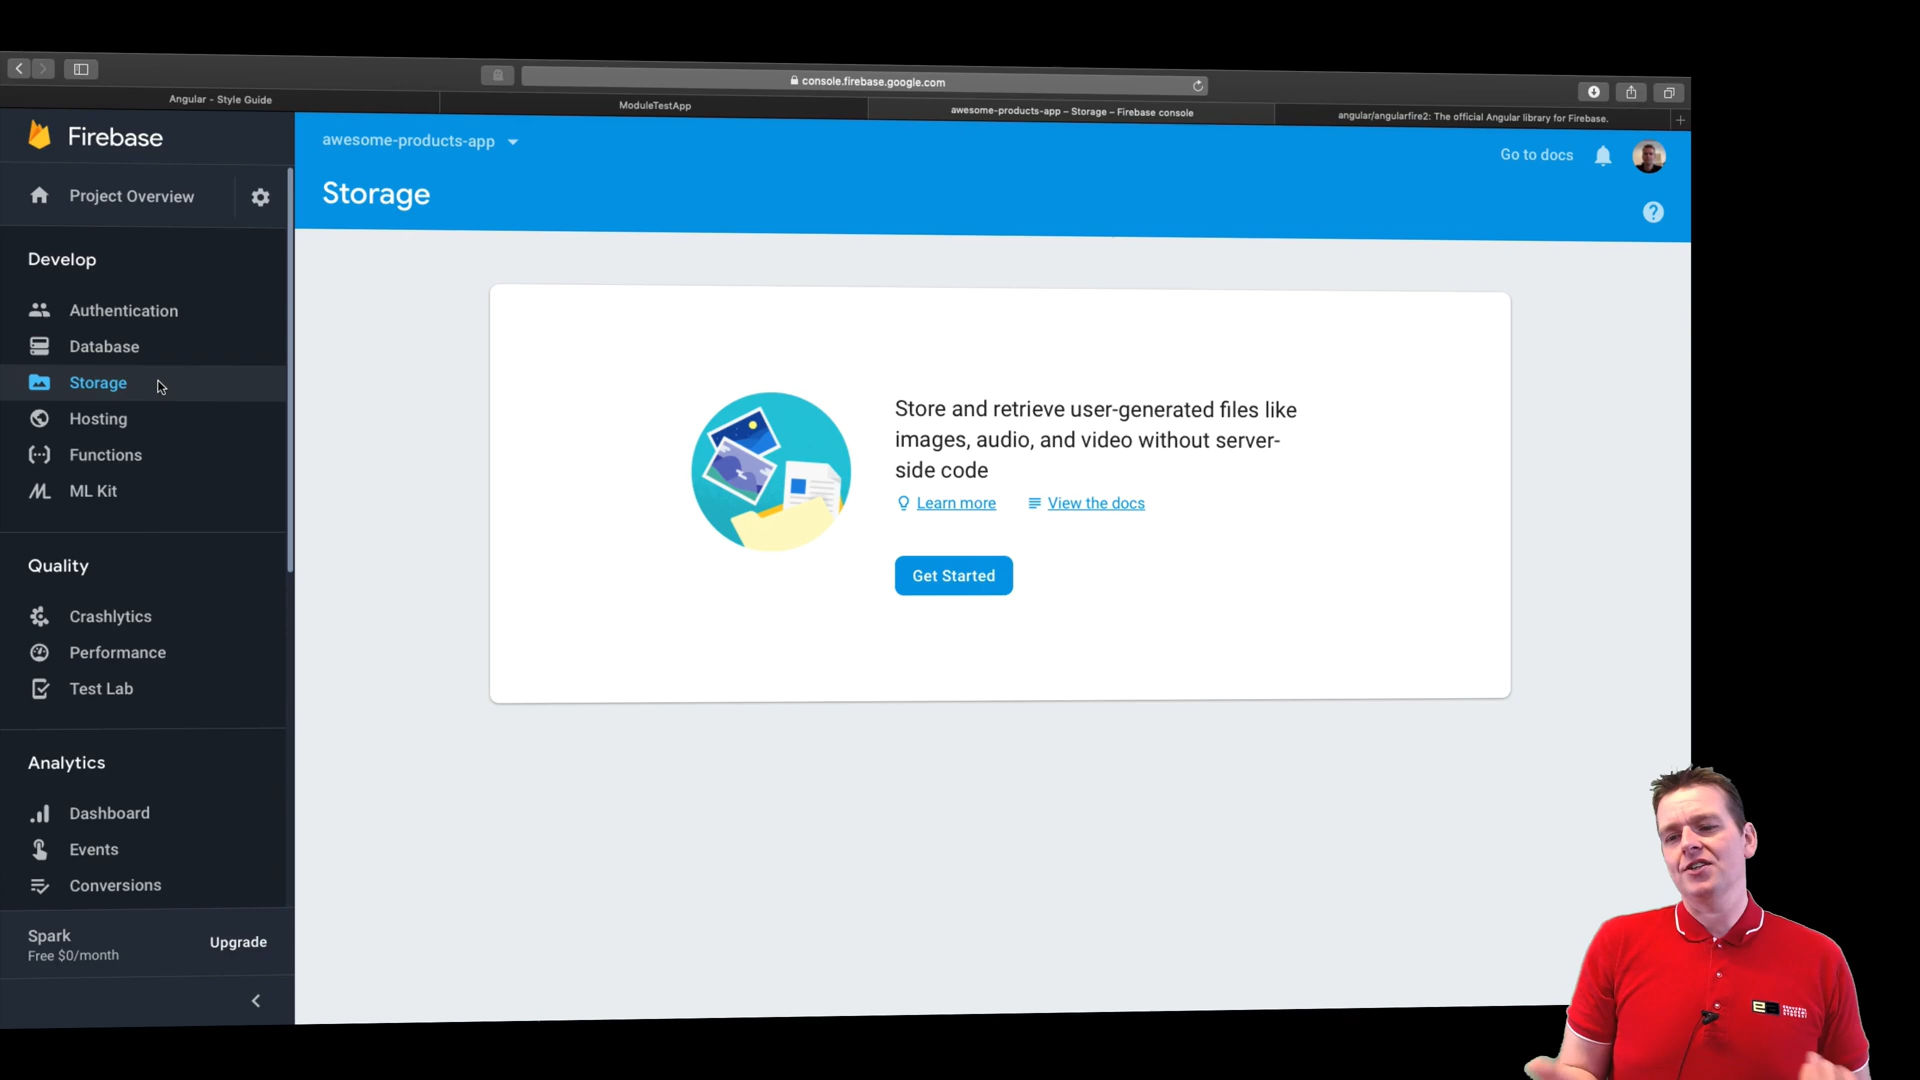 console.firebase.google.com
Angular - Style Guide
ModuleTestApp
awesome-products-app – Storage – Firebase console
angular/angularfire2: The official Angular library for Firebase.
Firebase
awesome-products-app
Go to docs
Project Overview
Storage
Develop
Authentication
Database
Storage
Hosting
Functions
ML Kit
Store and retrieve user-generated files like
images, audio, and video without server-
side code
Learn more
View the docs
Get Started
Quality
Crashlytics
Performance
Test Lab
Analytics
Dashboard
Events
Conversions
Spark
Free $0/month
Upgrade